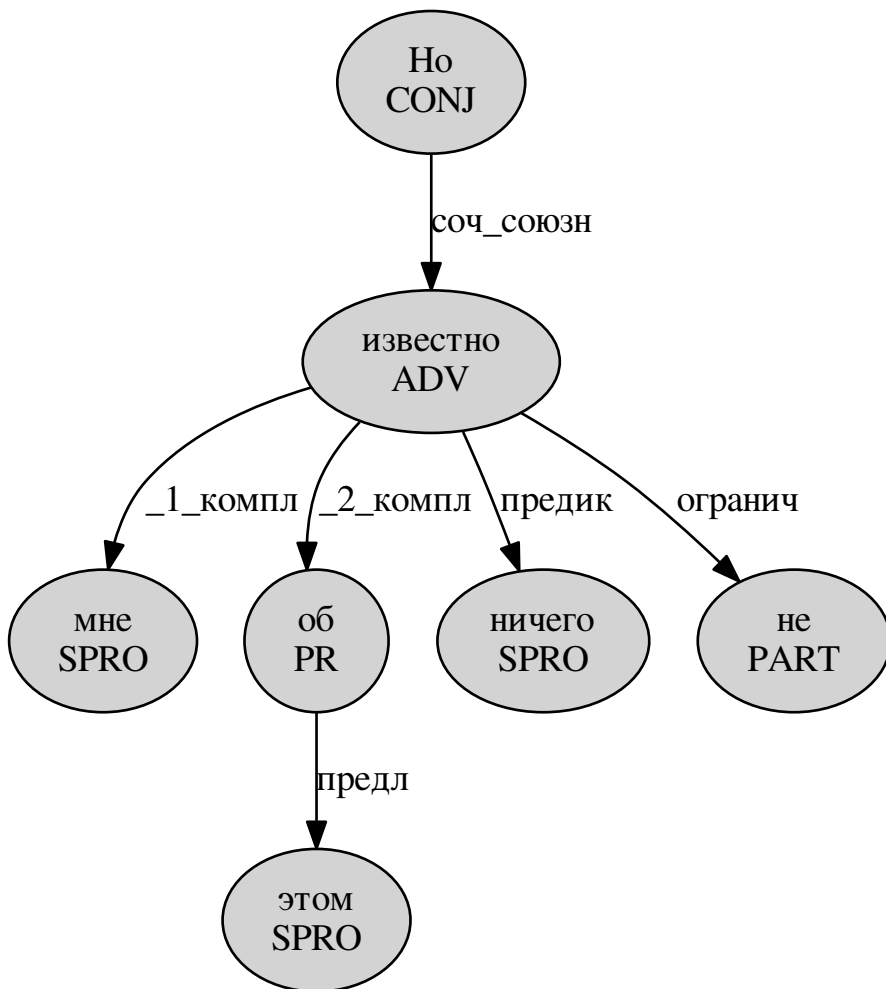 Но
CONJ
соч_союзн
известно
ADV
_1_компл
_2_компл
предик
огранич
мне
SPRO
об
PR
ничего
SPRO
не
PART
предл
этом
SPRO